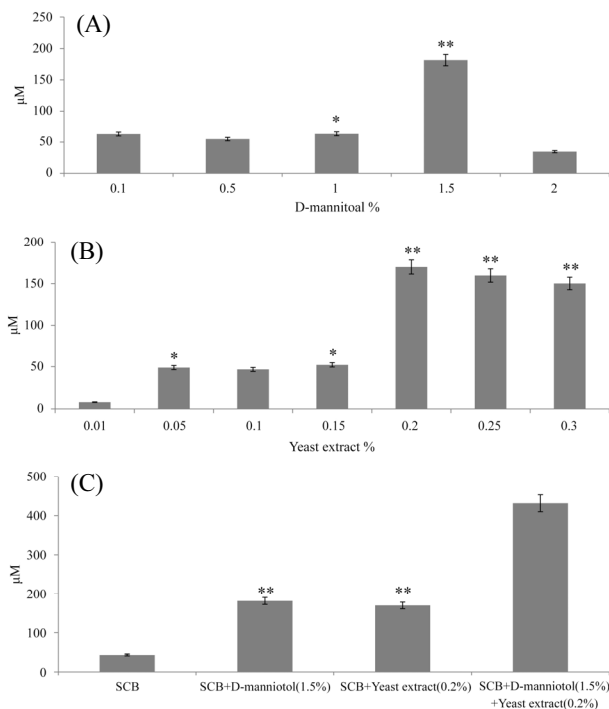 (A)
250
200
150
100
50
0
µM
*
**
0.1 0.5 1 1.5 2
D-mannitoal %
(B)
200
150
100
50
0
µM
*
*
**
**
**
0.01 0.05 0.1 0.15 0.2 0.25 0.3
Yeast extract %
(C)
500
400
300
200
100
0
µM
**
**
SCB SCB+D-manniotol(1.5%) SCB+Yeast extract(0.2%) SCB+D-manniotol(1.5%)
+Yeast extract(0.2%)